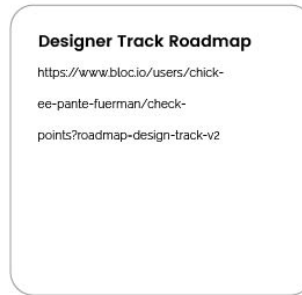 Designer Track Roadmap
https://www.bloc.io/users/chick-
ee-pante-fuerman/check-
points?roadmap=design-track-v2